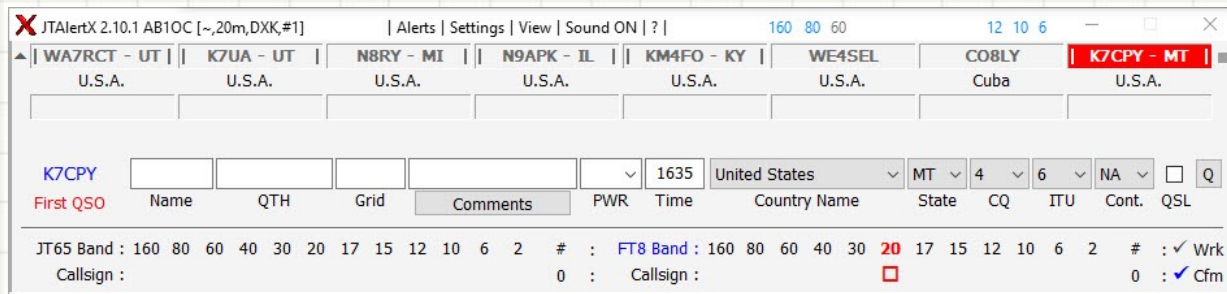 JTAlertX 2.10.1 AB1OC [~,20m,DXK,#1] | Alerts | Settings | View | Sound ON | ? | 160 80 60 12 10 6
| WA7RCT - UT | | K7UA - UT | N8RY - MI | | N9APK - IL | | KM4FO - KY | WE4SEL CO8LY | K7CPY - MT |
U.S.A. U.S.A. U.S.A. U.S.A. U.S.A. U.S.A. Cuba U.S.A.
K7CPY 1635 United States MT 4 6 NA Q
First QSO Name QTH Grid Comments PWR Time Country Name State CQ ITU Cont. QSL
JT65 Band : 160 80 60 40 30 20 17 15 12 10 6 2 # : FT8 Band : 160 80 60 40 30 20 17 15 12 10 6 2 # : ✓ Wrk
Callsign : 0 : Callsign : 0 : ✓ Cfm